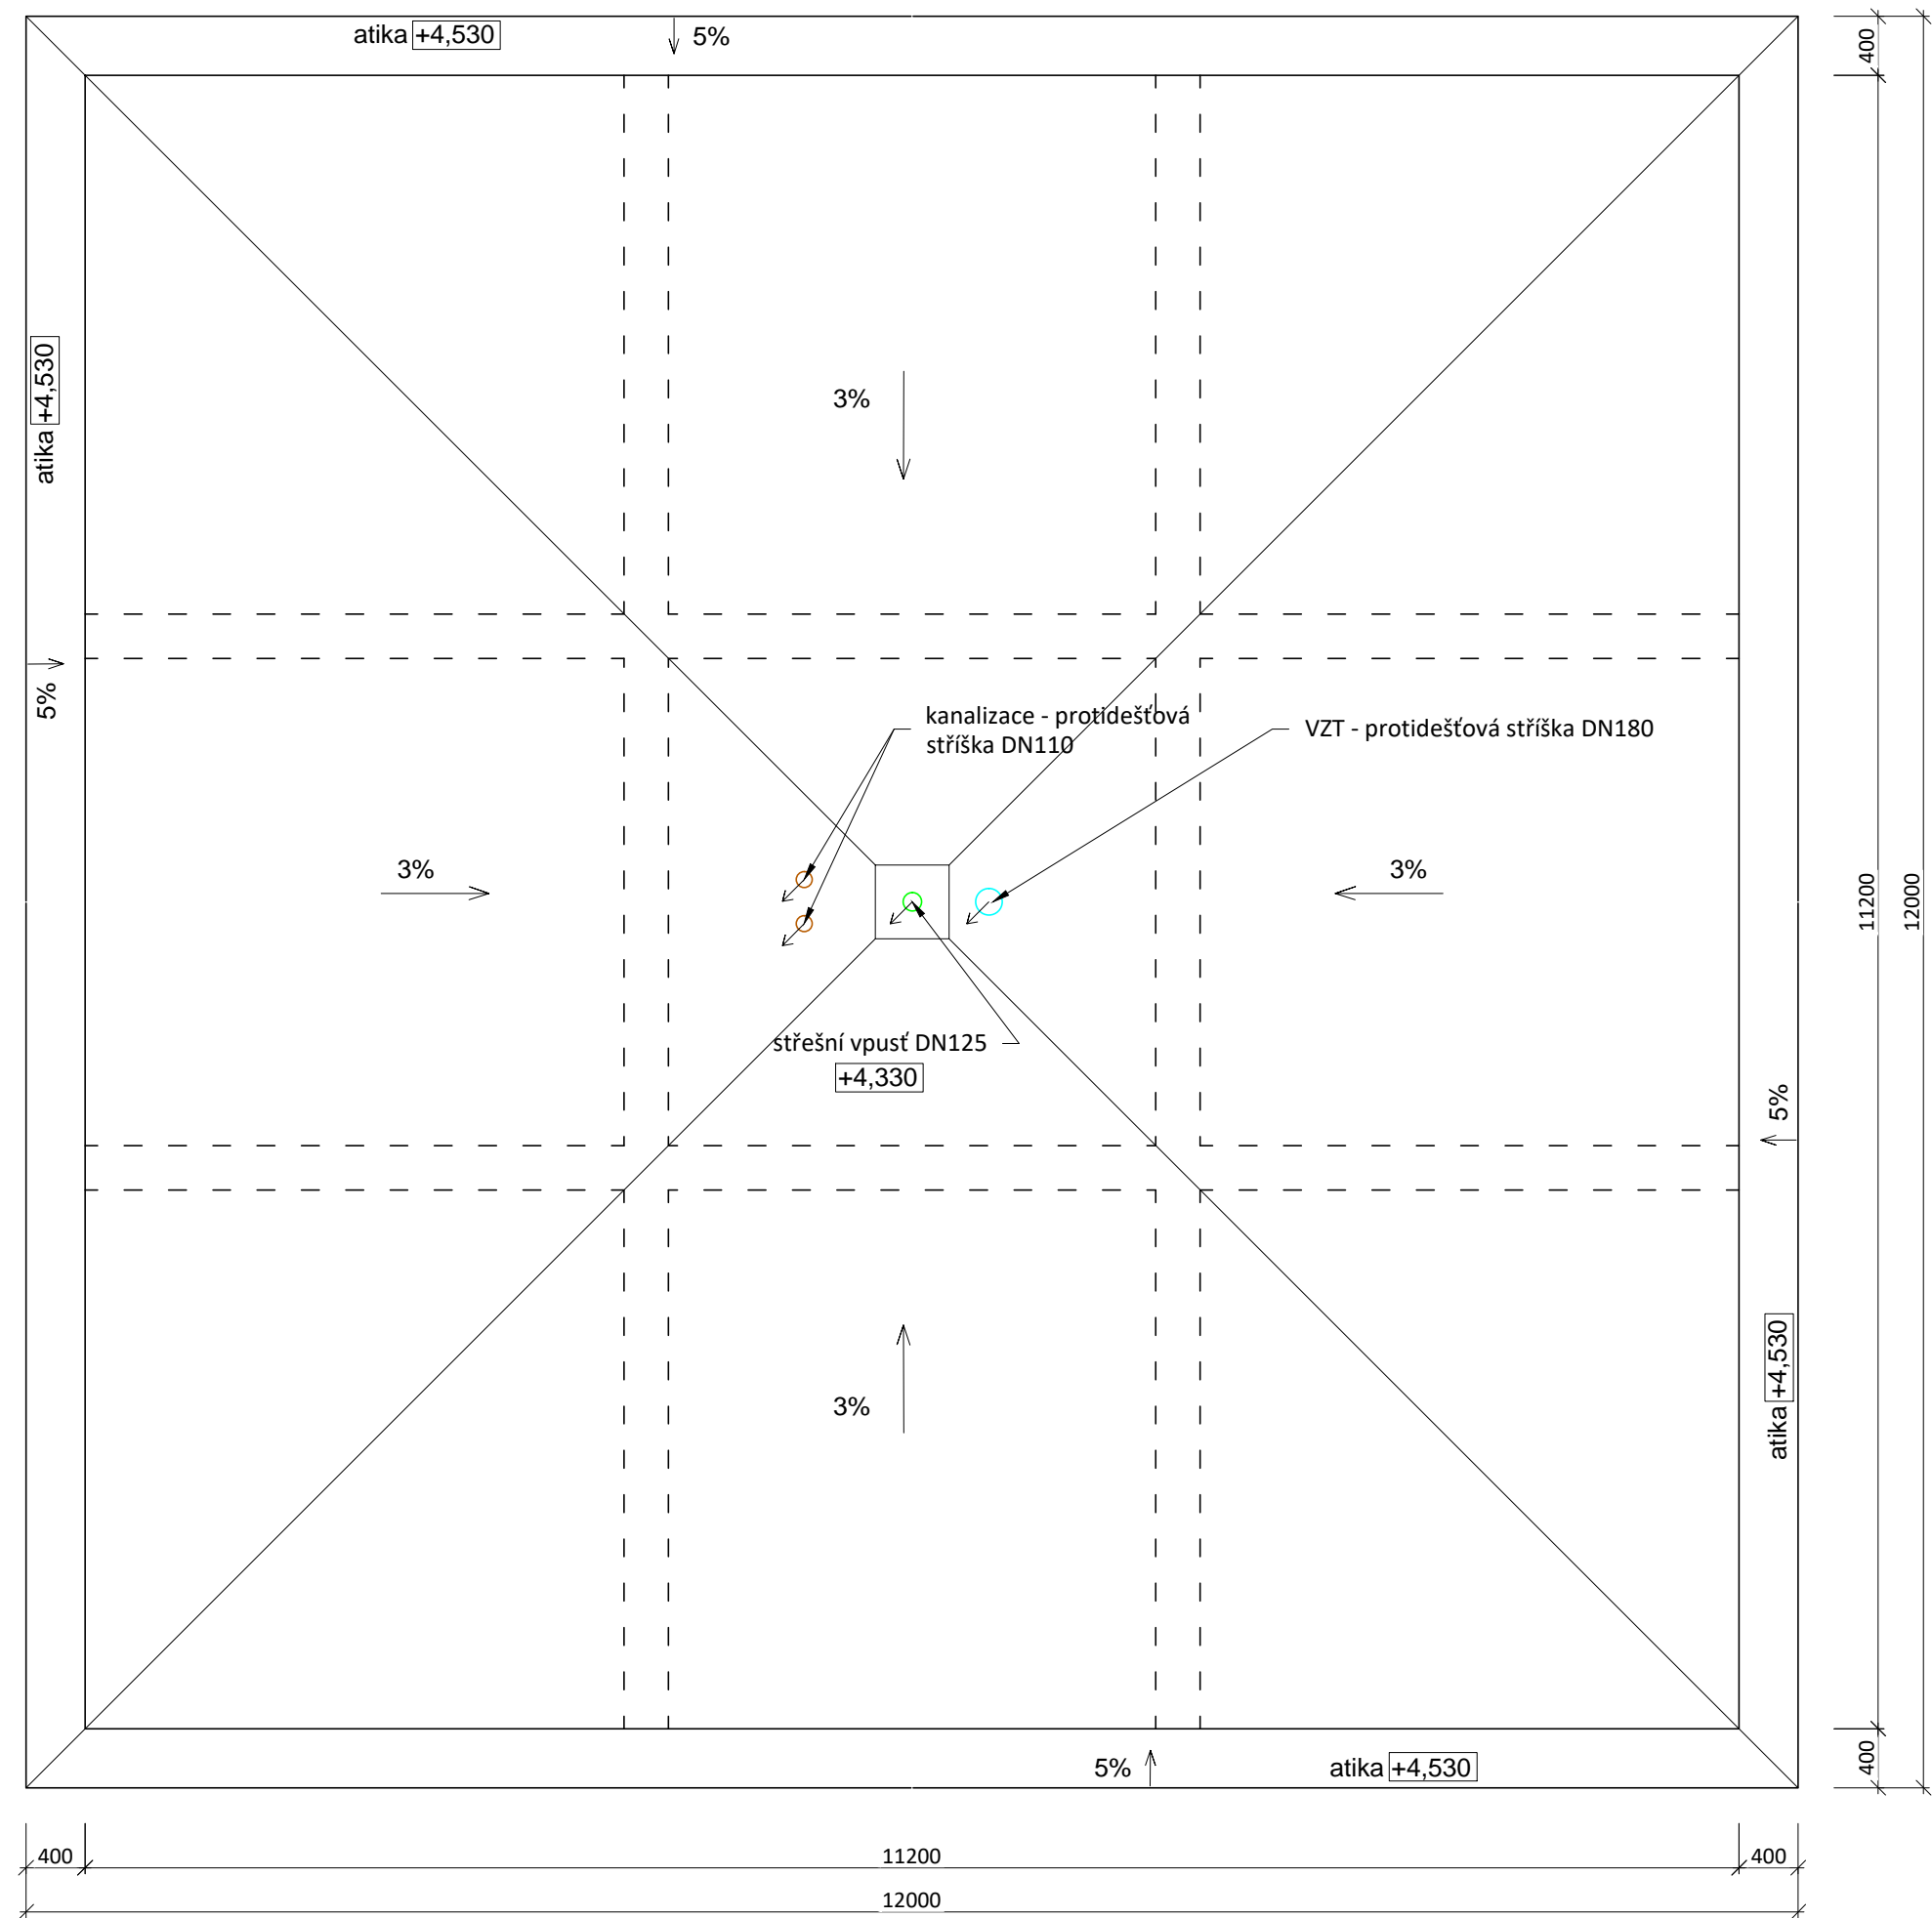 atika +4,530
5%
400
atika +4,530
3%
5%
kanalizace - protidešťová
stříška DN110
VZT - protidešťová stříška DN180
3%
3%
11200
12000
střešní vpusť DN125
+4,330
5%
atika +4,530
3%
5%
atika +4,530
400
400
11200
400
12000